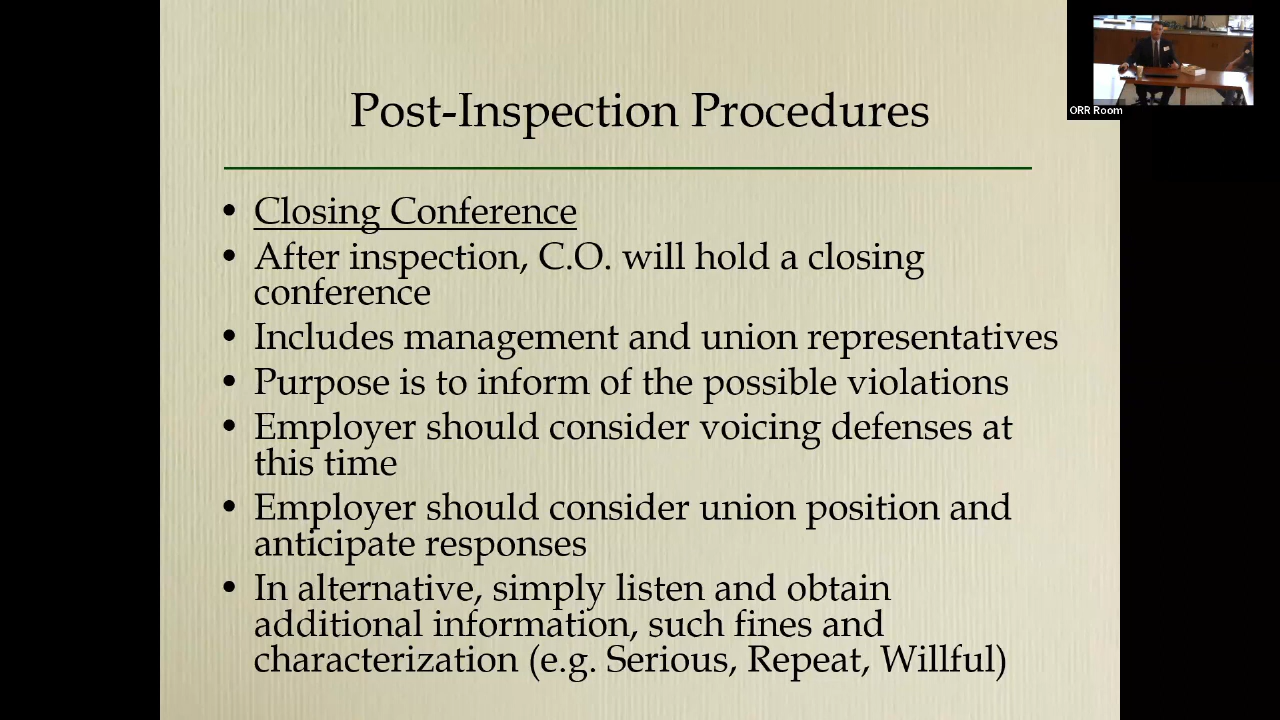 Post-Inspection Procedures
ORR Room
• Closing Conference
• After inspection, C.O. will hold a closing
conference
• Includes management and union representatives
• Purpose is to inform of the possible violations
• Employer should consider voicing defenses at
this time
• Employer should consider union position and
anticipate responses
• In alternative, simply listen and obtain
additional information, such fines and
characterization (e.g. Serious, Repeat, Willful)